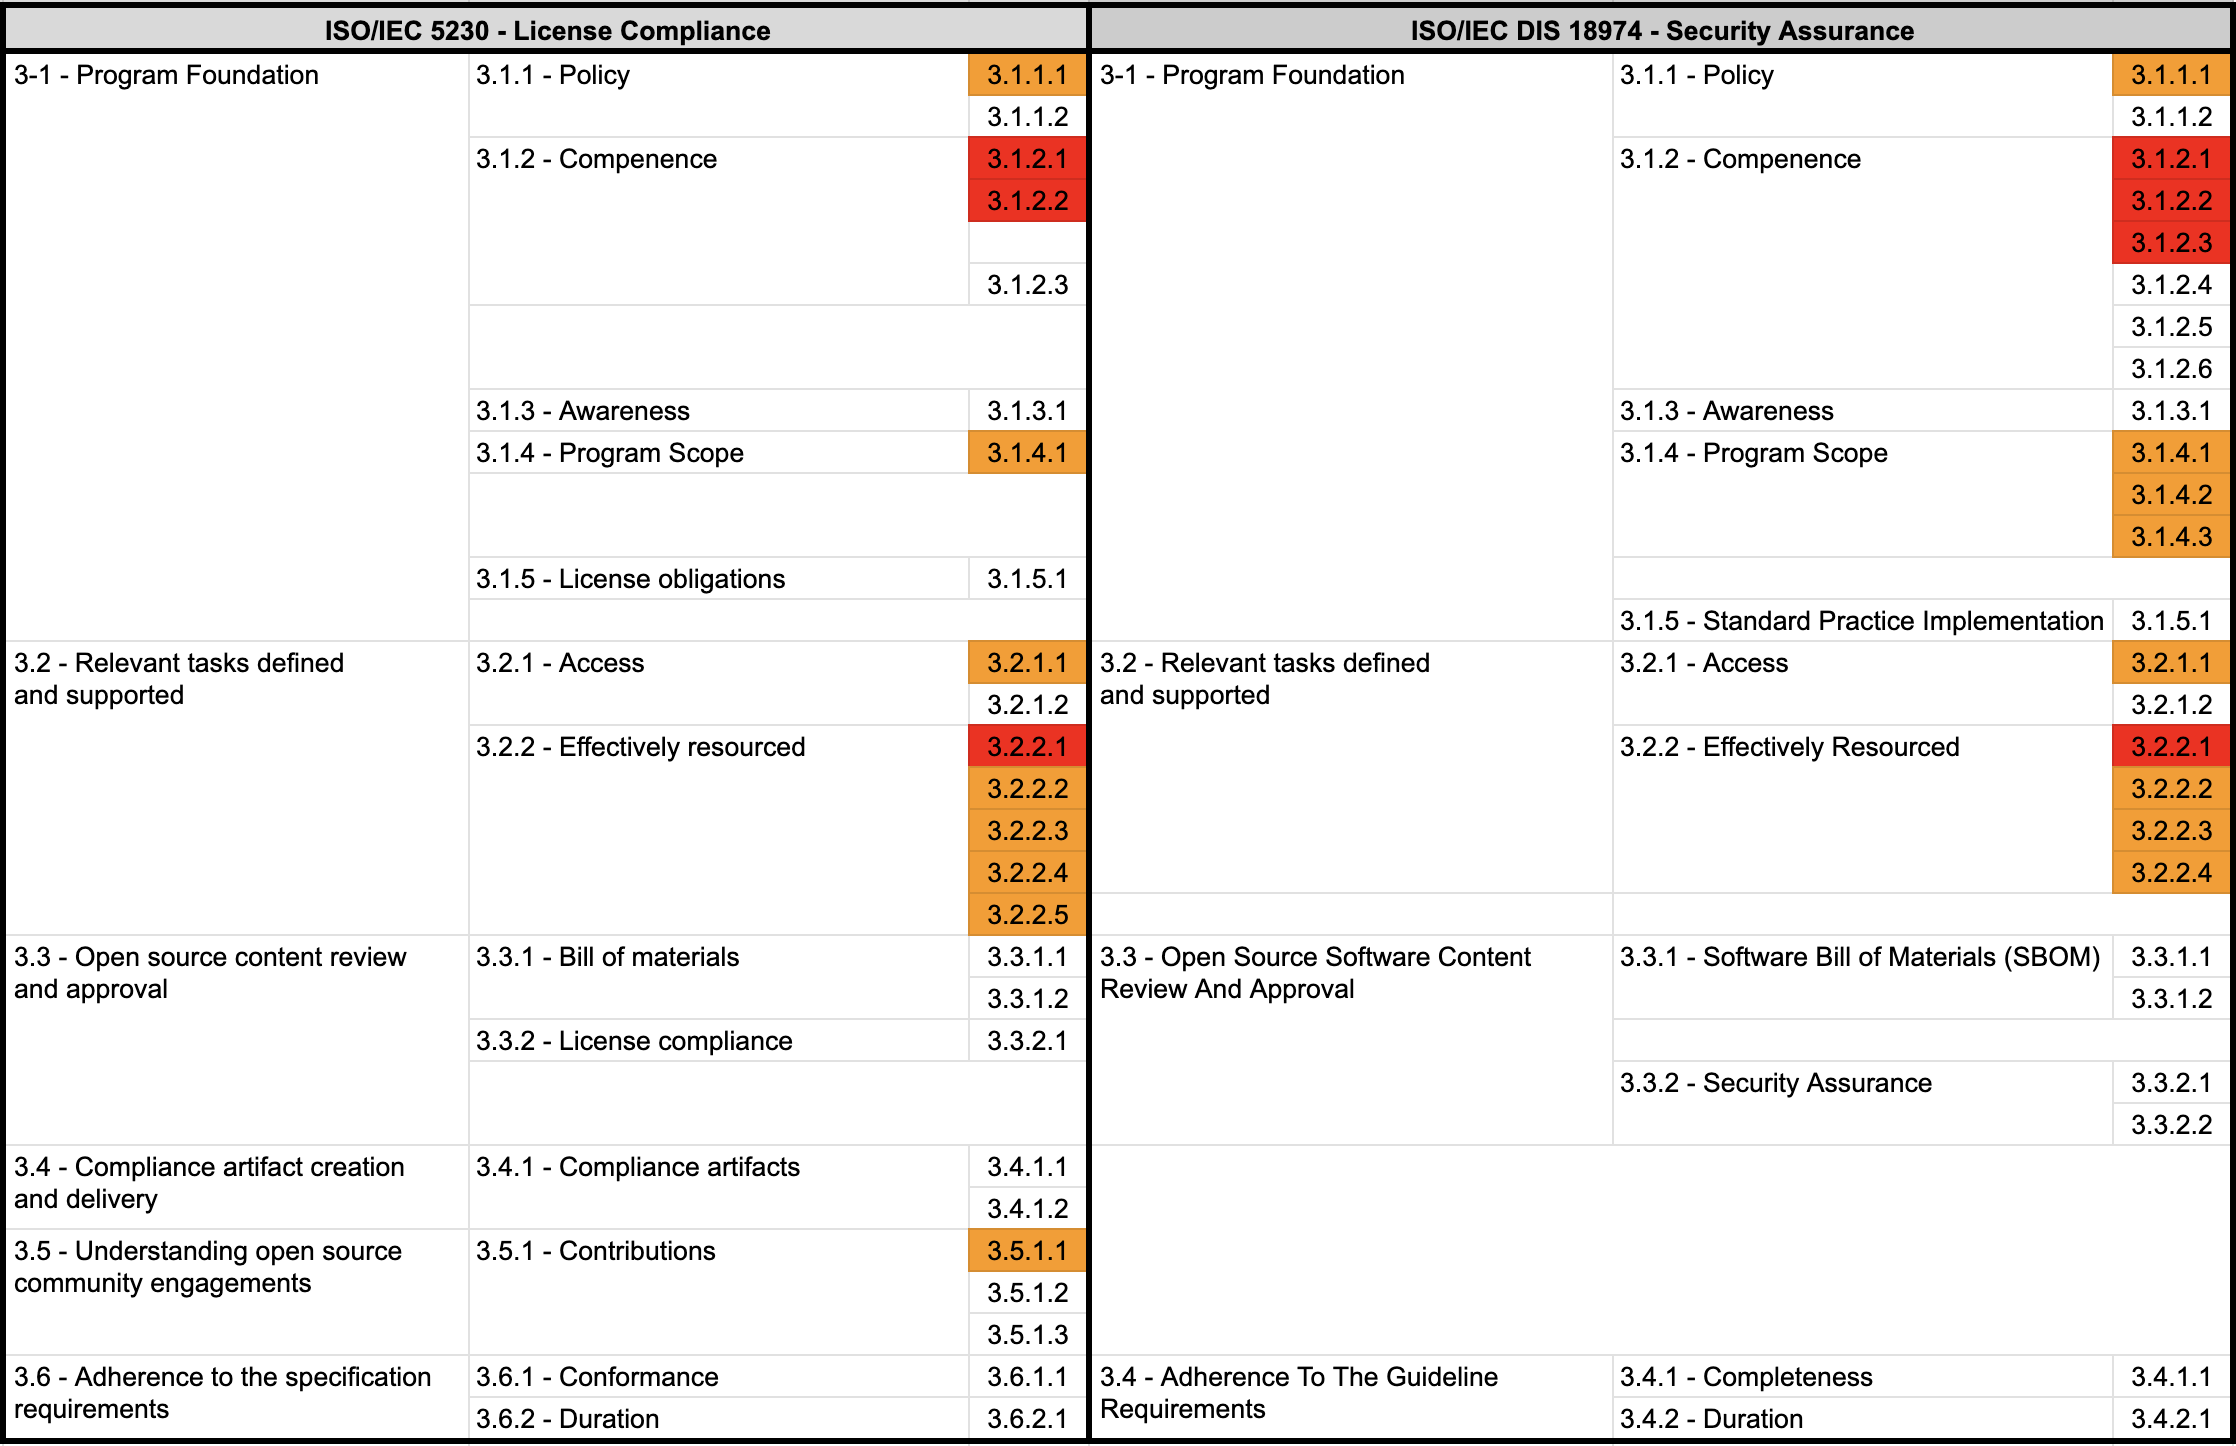 ISO/IEC 5230 - License Compliance
ISO/IEC DIS 18974 - Security Assurance
3-1 - Program Foundation
3.1.1 - Policy
3.1.1.1
3-1 - Program Foundation
3.1.1 - Policy
3.1.1.1
3.1.1.2
3.1.1.2
3.1.2 - Compenence
3.1.2.1
3.1.2 - Compenence
3.1.2.1
3.1.2.2
3.1.2.2
3.1.2.3
3.1.2.3
3.1.2.4
3.1.2.5
3.1.2.6
3.1.3 - Awareness
3.1.3.1
3.1.3 - Awareness
3.1.3.1
3.1.4 - Program Scope
3.1.4.1
3.1.4 - Program Scope
3.1.4.1
3.1.4.2
3.1.4.3
3.1.5 - License obligations
3.1.5.1
3.1.5 - Standard Practice Implementation
3.1.5.1
3.2 - Relevant tasks defined
and supported
3.2.1 - Access
3.2.1.1
3.2 - Relevant tasks defined
and supported
3.2.1 - Access
3.2.1.1
3.2.1.2
3.2.1.2
3.2.2 - Effectively resourced
3.2.2.1
3.2.2 - Effectively Resourced
3.2.2.1
3.2.2.2
3.2.2.2
3.2.2.3
3.2.2.3
3.2.2.4
3.2.2.4
3.2.2.5
3.3 - Open source content review
and approval
3.3.1 - Bill of materials
3.3.1.1
3.3 - Open Source Software Content
Review And Approval
3.3.1 - Software Bill of Materials (SBOM)
3.3.1.1
3.3.1.2
3.3.1.2
3.3.2 - License compliance
3.3.2.1
3.3.2 - Security Assurance
3.3.2.1
3.3.2.2
3.4 - Compliance artifact creation
and delivery
3.4.1 - Compliance artifacts
3.4.1.1
3.4.1.2
3.5 - Understanding open source
community engagements
3.5.1 - Contributions
3.5.1.1
3.5.1.2
3.5.1.3
3.6 - Adherence to the specification
requirements
3.6.1 - Conformance
3.6.1.1
3.4 - Adherence To The Guideline
Requirements
3.4.1 - Completeness
3.4.1.1
3.6.2 - Duration
3.6.2.1
3.4.2 - Duration
3.4.2.1